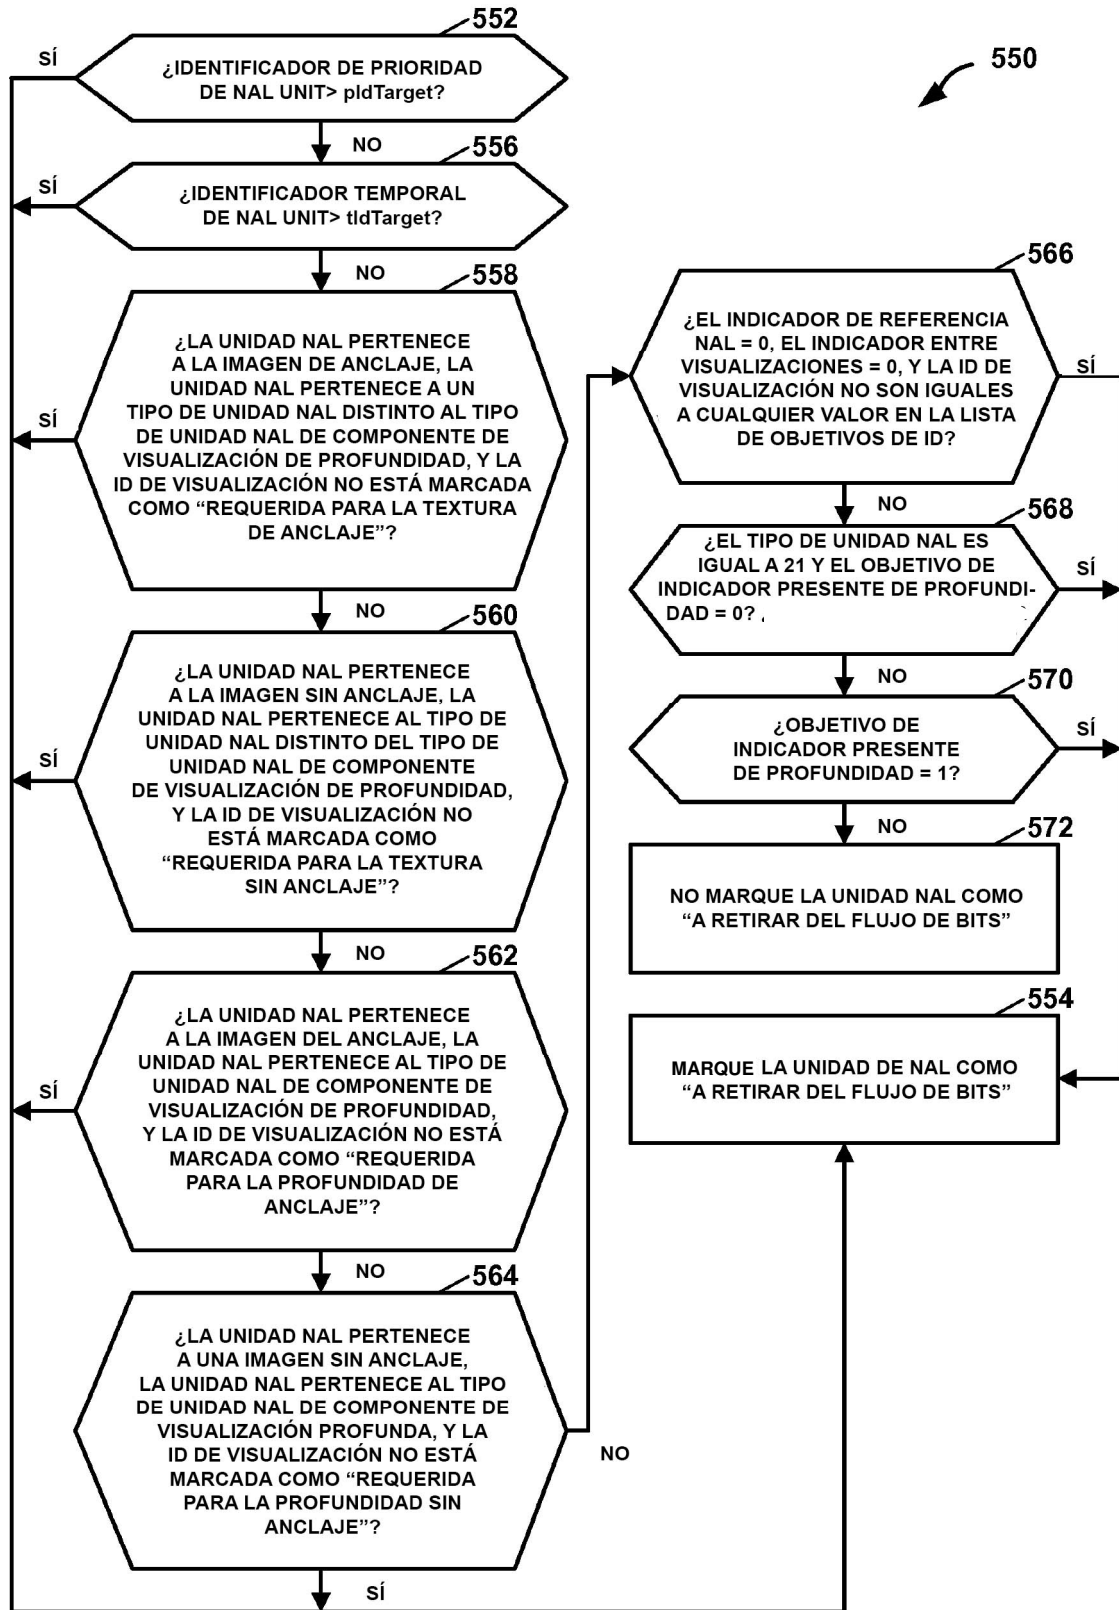 552
SÍ
¿IDENTIFICADOR DE PRIORIDAD
DE NAL UNIT> pIdTarget?
550
NO
556
SÍ
¿IDENTIFICADOR TEMPORAL
DE NAL UNIT> tIdTarget?
NO
558
¿LA UNIDAD NAL PERTENECE
A LA IMAGEN DE ANCLAJE, LA
UNIDAD NAL PERTENECE A UN
TIPO DE UNIDAD NAL DISTINTO AL TIPO
DE UNIDAD NAL DE COMPONENTE DE
VISUALIZACIÓN DE PROFUNDIDAD, Y LA
ID DE VISUALIZACIÓN NO ESTÁ MARCADA
COMO “REQUERIDA PARA LA TEXTURA
DE ANCLAJE”?
SÍ
NO
560
¿LA UNIDAD NAL PERTENECE
A LA IMAGEN SIN ANCLAJE, LA
UNIDAD NAL PERTENECE AL TIPO DE
UNIDAD NAL DISTINTO DEL TIPO DE
UNIDAD NAL DE COMPONENTE
DE VISUALIZACIÓN DE PROFUNDIDAD,
Y LA ID DE VISUALIZACIÓN NO
ESTÁ MARCADA COMO
“REQUERIDA PARA LA TEXTURA
SIN ANCLAJE”?
SÍ
NO
562
¿LA UNIDAD NAL PERTENECE
A LA IMAGEN DEL ANCLAJE, LA
UNIDAD NAL PERTENECE AL TIPO DE
UNIDAD NAL DE COMPONENTE DE
VISUALIZACIÓN DE PROFUNDIDAD,
Y LA ID DE VISUALIZACIÓN NO ESTÁ
MARCADA COMO “REQUERIDA
PARA LA PROFUNDIDAD DE
ANCLAJE”?
SÍ
NO
564
¿LA UNIDAD NAL PERTENECE
A UNA IMAGEN SIN ANCLAJE,
LA UNIDAD NAL PERTENECE AL TIPO
DE UNIDAD NAL DE COMPONENTE DE
VISUALIZACIÓN PROFUNDA, Y LA
ID DE VISUALIZACIÓN NO ESTÁ
MARCADA COMO “REQUERIDA
PARA LA PROFUNDIDAD SIN
ANCLAJE”?
NO
SÍ
566
¿EL INDICADOR DE REFERENCIA
NAL = 0, EL INDICADOR ENTRE
VISUALIZACIONES = 0, Y LA ID DE
VISUALIZACIÓN NO SON IGUALES
A CUALQUIER VALOR EN LA LISTA
DE OBJETIVOS DE ID?
SÍ
NO
568
¿EL TIPO DE UNIDAD NAL ES
IGUAL A 21 Y EL OBJETIVO DE
INDICADOR PRESENTE DE PROFUNDI-
DAD = 0?
SÍ
NO
570
¿OBJETIVO DE
INDICADOR PRESENTE
DE PROFUNDIDAD = 1?
SÍ
NO
572
NO MARQUE LA UNIDAD NAL COMO
“A RETIRAR DEL FLUJO DE BITS”
554
MARQUE LA UNIDAD DE NAL COMO
“A RETIRAR DEL FLUJO DE BITS”